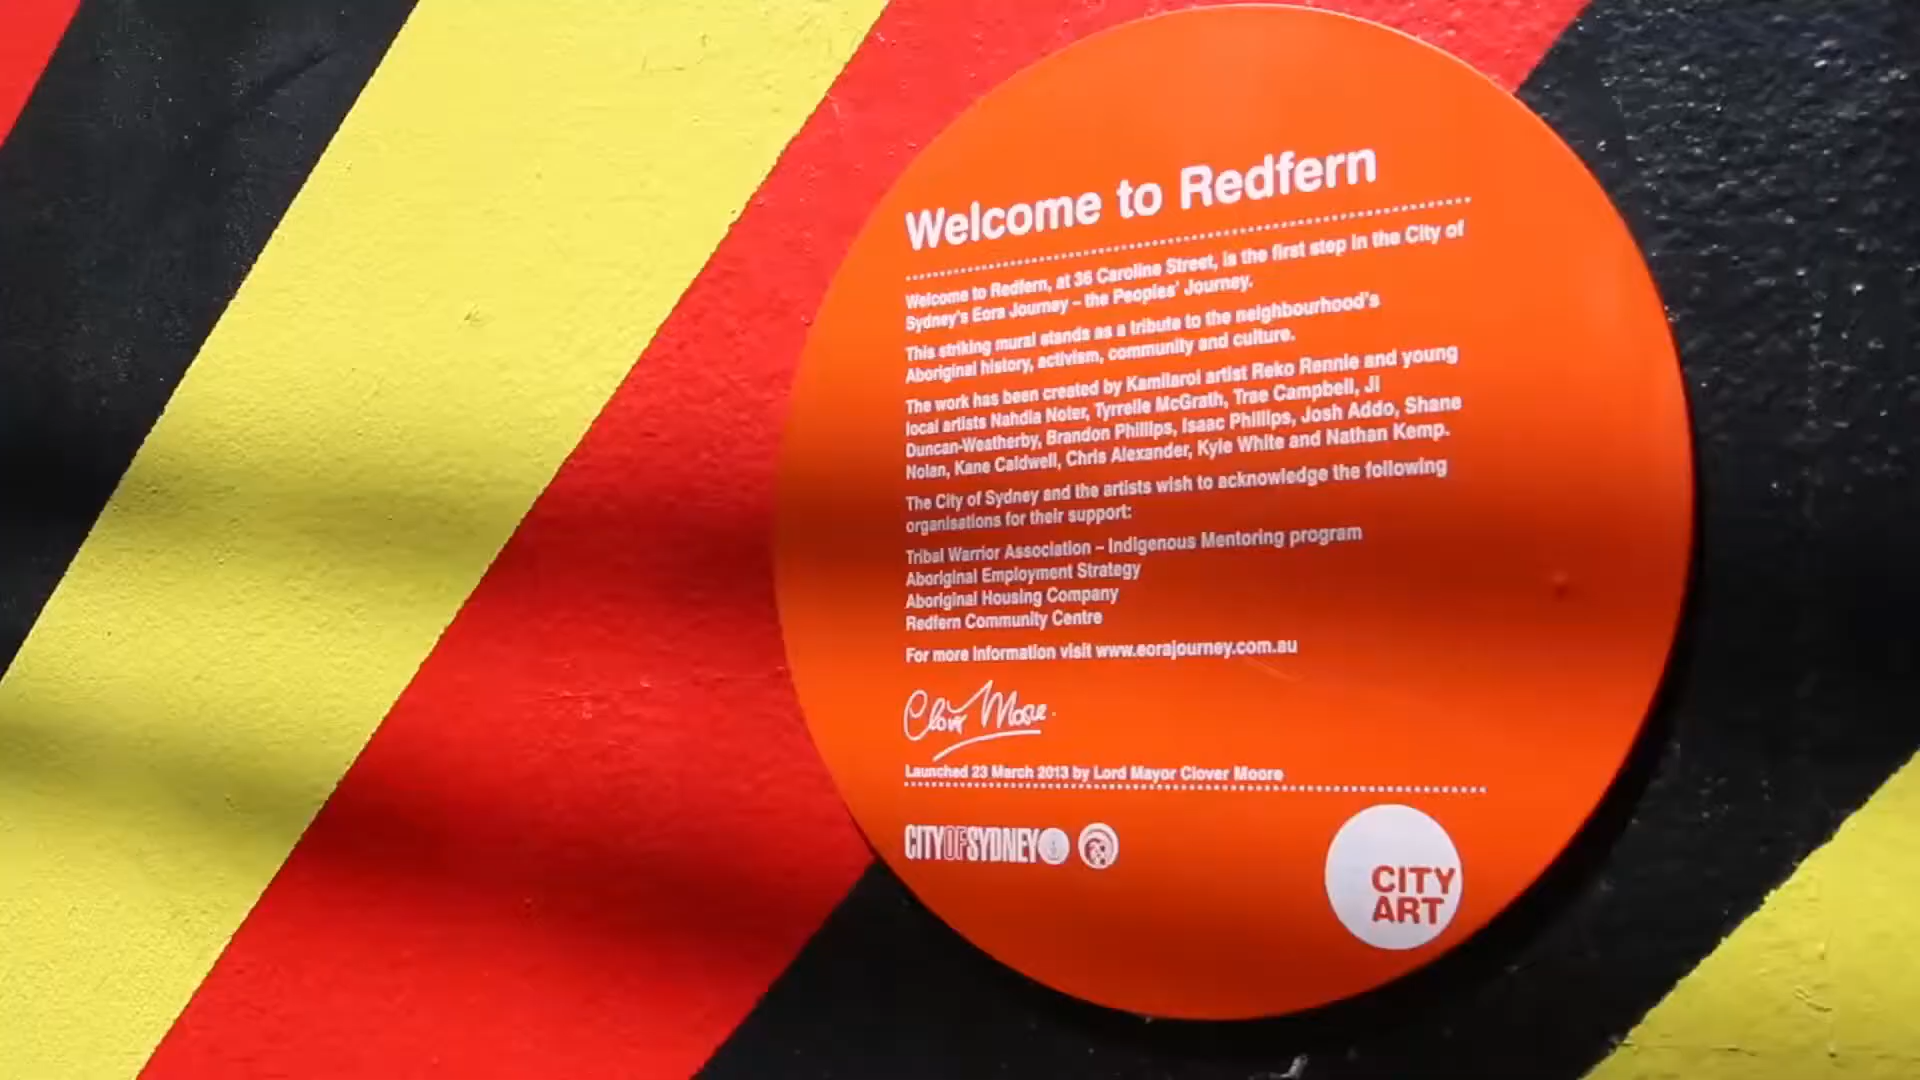 Welcome to Redfern
Welcome to Redfern, at 36 Caroline Street, is the first step in the City of
Sydney's Eora Journey – the Peoples' Journey.
This striking mural stands as a tribute to the neighbourhood's
Aboriginal history, activism, community and culture.
The work has been created by Kamilaroi artist Reko Rennie and young
local artists Nahdia Noter, Tyrrelle McGrath, Trae Campbell, Ji
Duncan-Weatherby, Brandon Phillips, Isaac Phillips, Josh Addo, Shane
Nolan, Kane Caldwell, Chris Alexander, Kyle White and Nathan Kemp.
The City of Sydney and the artists wish to acknowledge the following
organisations for their support:
Tribal Warrior Association – Indigenous Mentoring program
Aboriginal Employment Strategy
Aboriginal Housing Company
Redfern Community Centre
For more information visit www.eorajourney.com.au
Clover Moore
Launched 23 March 2013 by Lord Mayor Clover Moore
CITYOFSYDNEY
CITY
ART